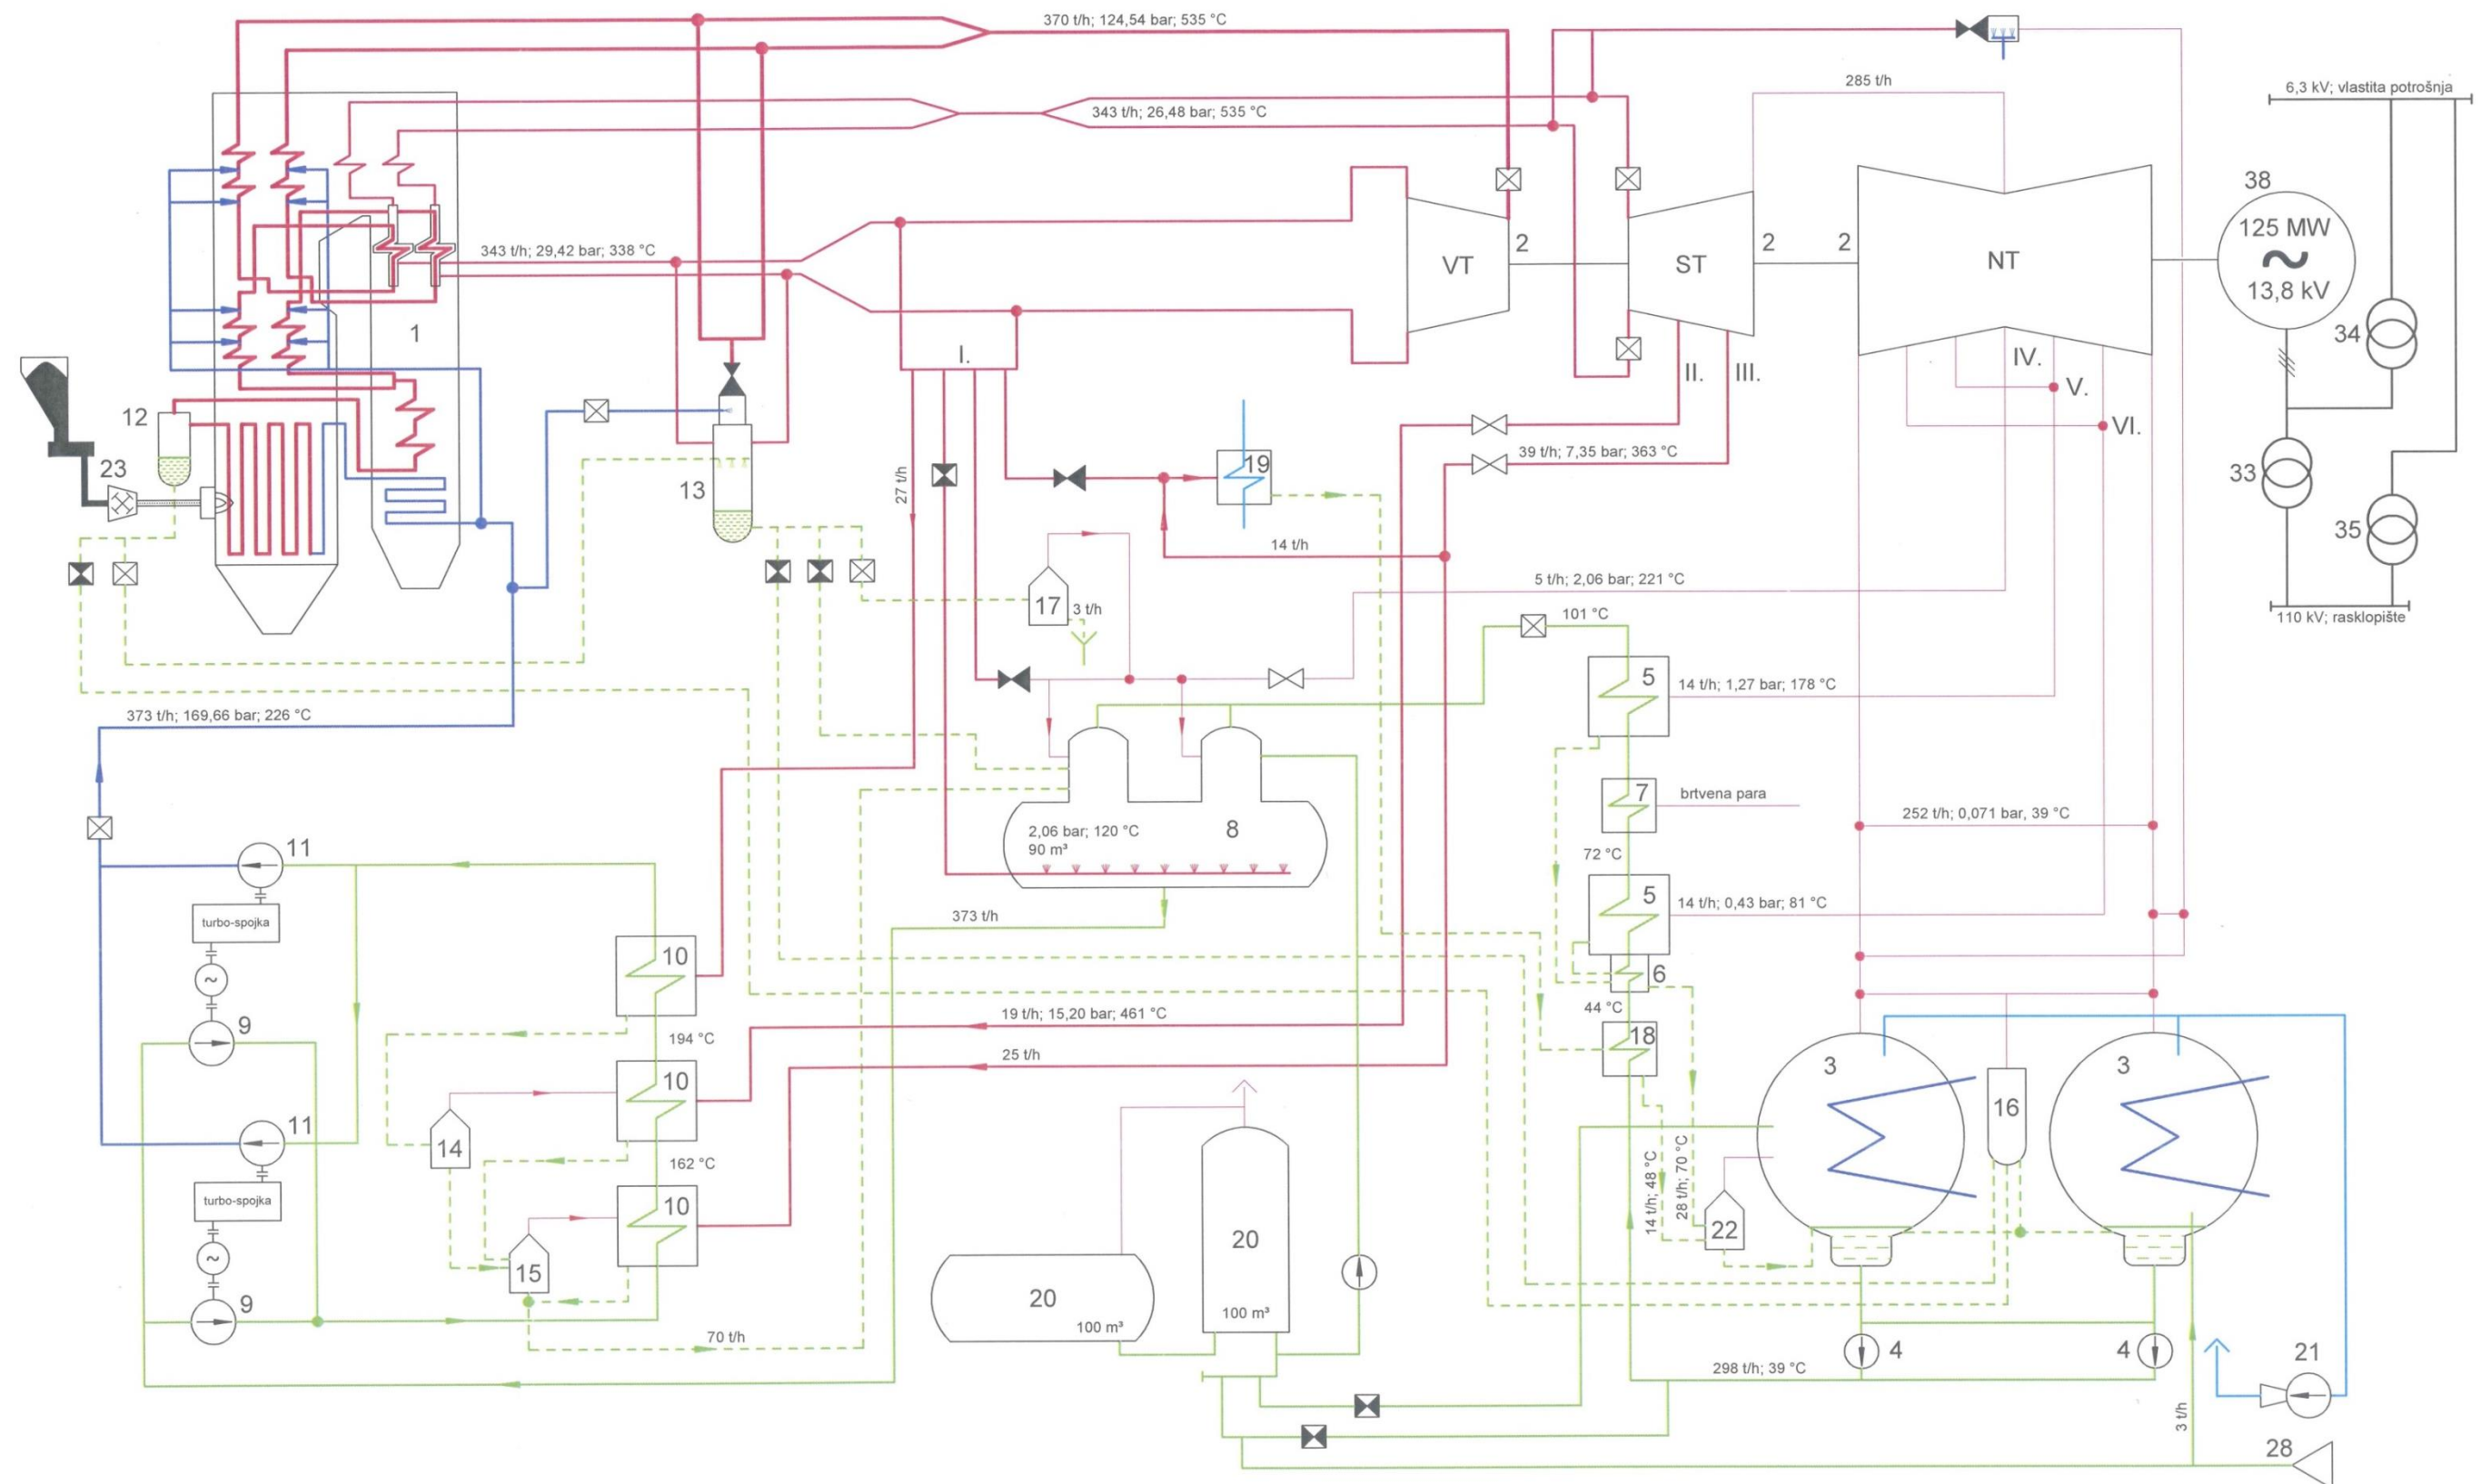 370 t/h; 124,54 bar; 535 °C
285 t/h
6,3 kV; vlastita potrošnja
343 t/h; 26,48 bar; 535 °C
38
125 MW
13,8 kV
343 t/h; 29,42 bar; 338 °C
VT
2
ST
2
2
NT
34
1
I.
II.
III.
IV.
V.
VI.
12
23
13
27 t/h
19
39 t/h; 7,35 bar; 363 °C
33
35
14 t/h
17
3 t/h
5 t/h; 2,06 bar; 221 °C
101 °C
110 kV; rasklopište
5
14 t/h; 1,27 bar; 178 °C
373 t/h; 169,66 bar; 226 °C
7
brtvena para
2,06 bar; 120 °C
90 m³
8
252 t/h; 0,071 bar, 39 °C
11
72 °C
turbo-spojka
373 t/h
5
14 t/h; 0,43 bar; 81 °C
10
6
9
194 °C
19 t/h; 15,20 bar; 461 °C
44 °C
18
10
25 t/h
3
16
3
11
14
162 °C
turbo-spojka
10
15
14 t/h; 48 °C
28 t/h; 70 °C
22
20
20
100 m³
100 m³
9
70 t/h
298 t/h; 39 °C
4
4
21
3 t/h
28